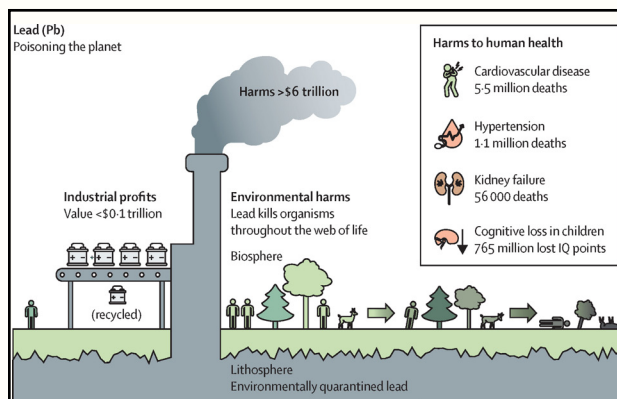 Lead (Pb)
Poisoning the planet
Harms >$6 trillion
Industrial profits
Value <$0·1 trillion
(recycled)
Environmental harms
Lead kills organisms
throughout the web of life
Biosphere
Lithosphere
Environmentally quarantined lead
Harms to human health
Cardiovascular disease
5·5 million deaths
Hypertension
1·1 million deaths
Kidney failure
56 000 deaths
Cognitive loss in children
765 million lost IQ points